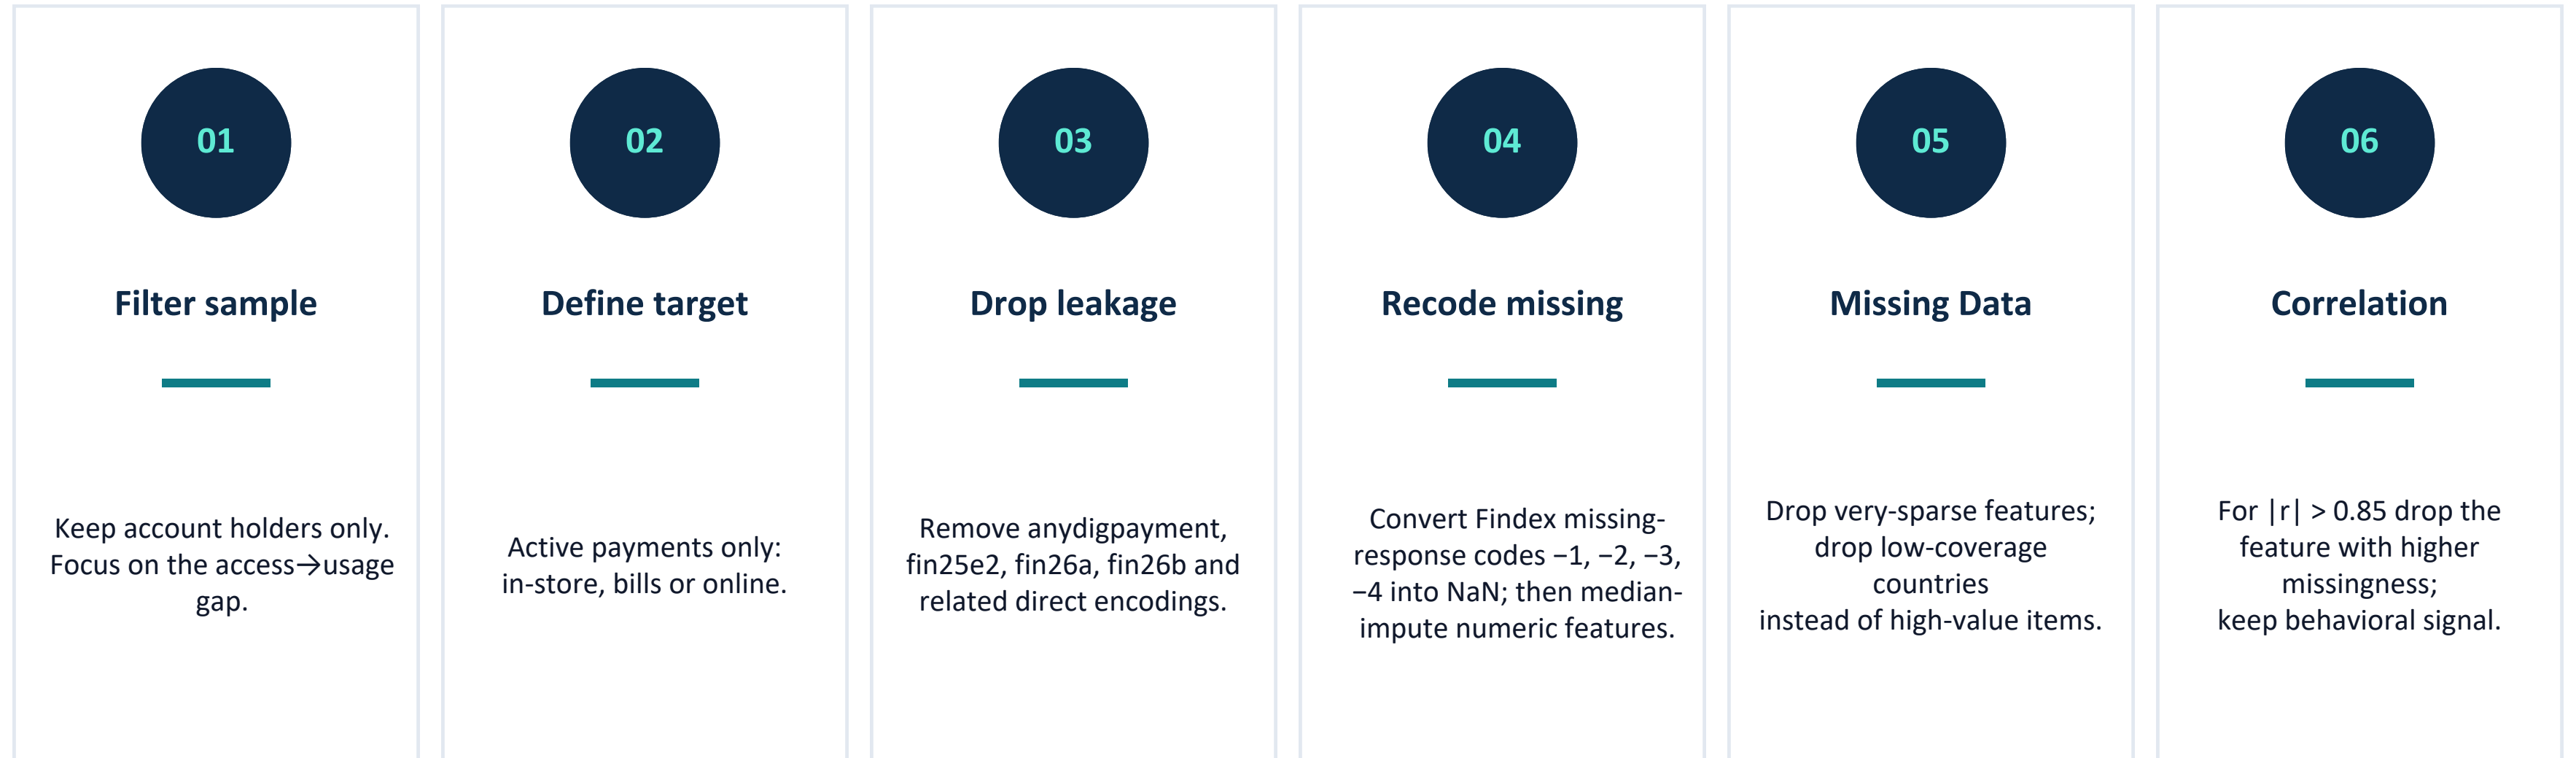 01
Filter sample
Keep account holders only.
Focus on the access→usage
gap.
02
Define target
Active payments only:
in-store, bills or online.
03
Drop leakage
Remove anydigpayment,
fin25e2, fin26a, fin26b and
related direct encodings.
04
Recode missing
Convert Findex missing-
response codes −1, −2, −3,
−4 into NaN; then median-
impute numeric features.
05
Missing Data
Drop very-sparse features;
drop low-coverage
countries
instead of high-value items.
06
Correlation
For |r| > 0.85 drop the
feature with higher
missingness;
keep behavioral signal.